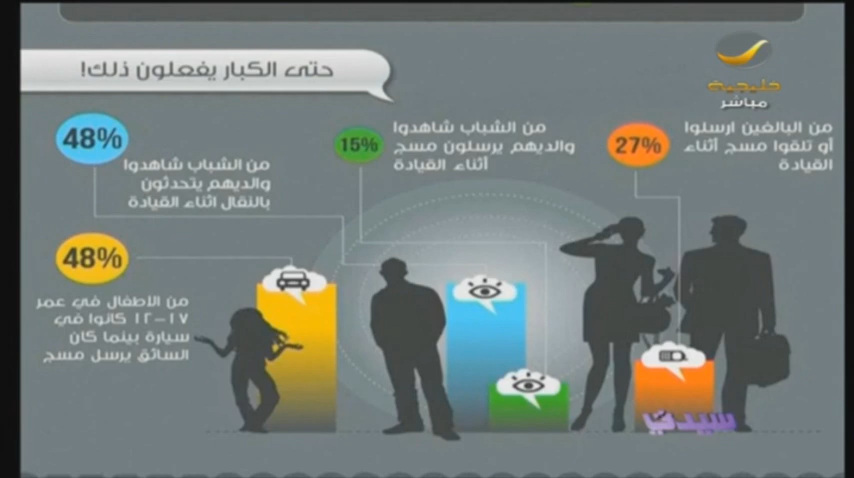 حتى الكبار يفعلون ذلك!
خليجية
مباشر
27%
من البالغين ارسلوا
أو تلقوا مسج أثناء
القيادة
15%
من الشباب شاهدوا
والديهم يرسلون مسج
أثناء القيادة
48%
من الشباب شاهدوا
والديهم يتحدثون
بالنقال اثناء القيادة
48%
من الاطفال في عمر
١٢-١٧ كانوا في
سيارة بينما كان
السائق يرسل مسج
سيدتي